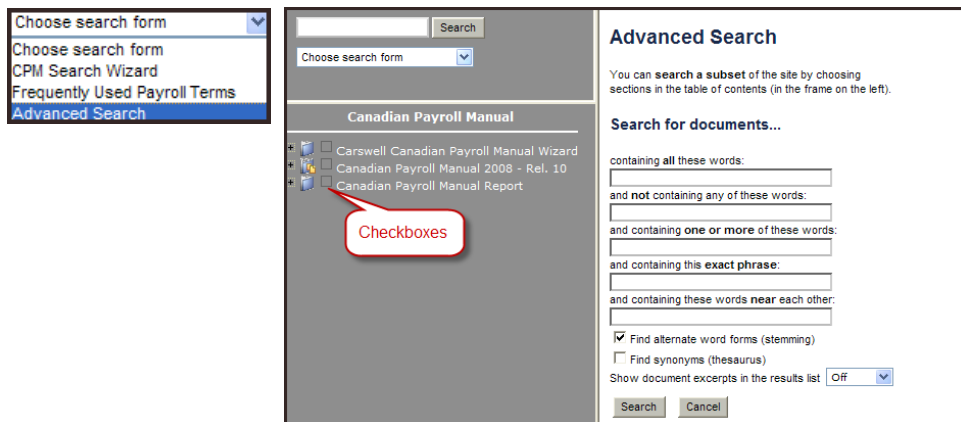 Choose search form
Choose search form
CPM Search Wizard
Frequently Used Payroll Terms
Advanced Search
Search
Choose search form
Canadian Payroll Manual
Carswell Canadian Payroll Manual Wizard
Canadian Payroll Manual 2008 - Rel. 10
Canadian Payroll Manual Report
Checkboxes
Advanced Search
You can search a subset of the site by choosing
sections in the table of contents (in the frame on the left).
Search for documents...
containing all these words:
and not containing any of these words:
and containing one or more of these words:
and containing this exact phrase:
and containing these words near each other:
Find alternate word forms (stemming)
Find synonyms (thesaurus)
Show document excerpts in the results list Off
Search Cancel